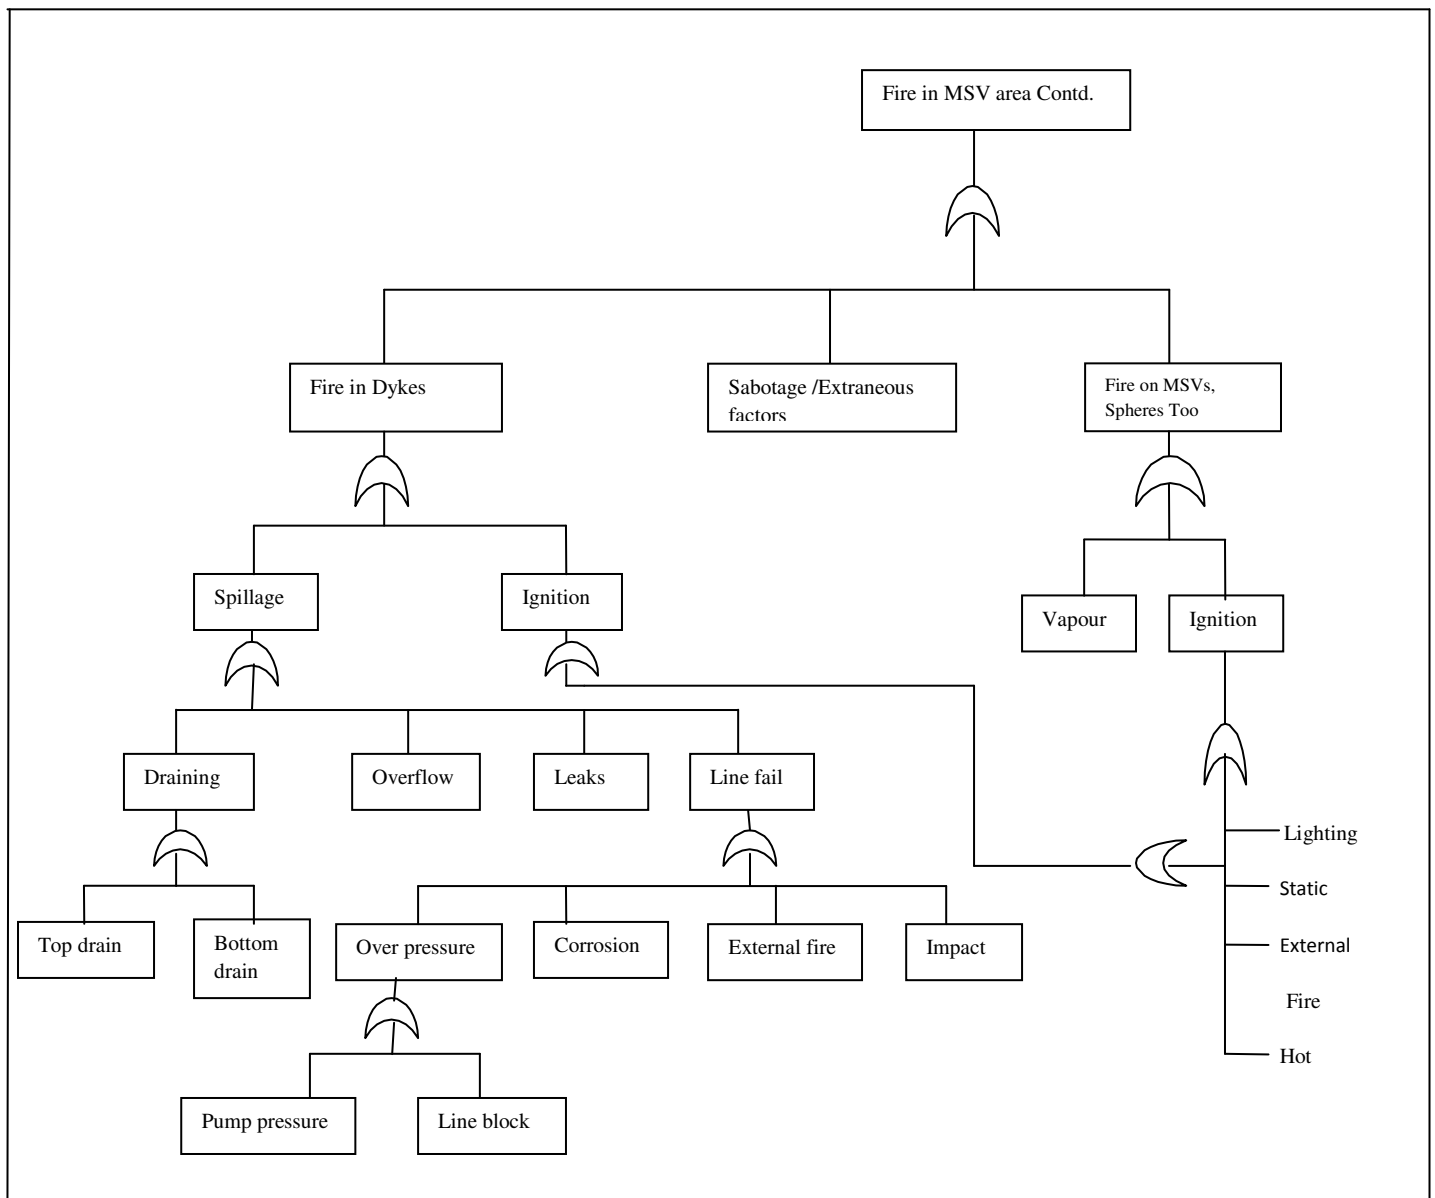 Fire in MSV area Contd.
Fire in Dykes
Sabotage /Extraneous
factors
Fire on MSVs,
Spheres Too
Spillage
Ignition
Vapour
Ignition
Draining
Overflow
Leaks
Line fail
Lighting
Static
External
Fire
Hot
Top drain
Bottom
drain
Over pressure
Corrosion
External fire
Impact
Pump pressure
Line block